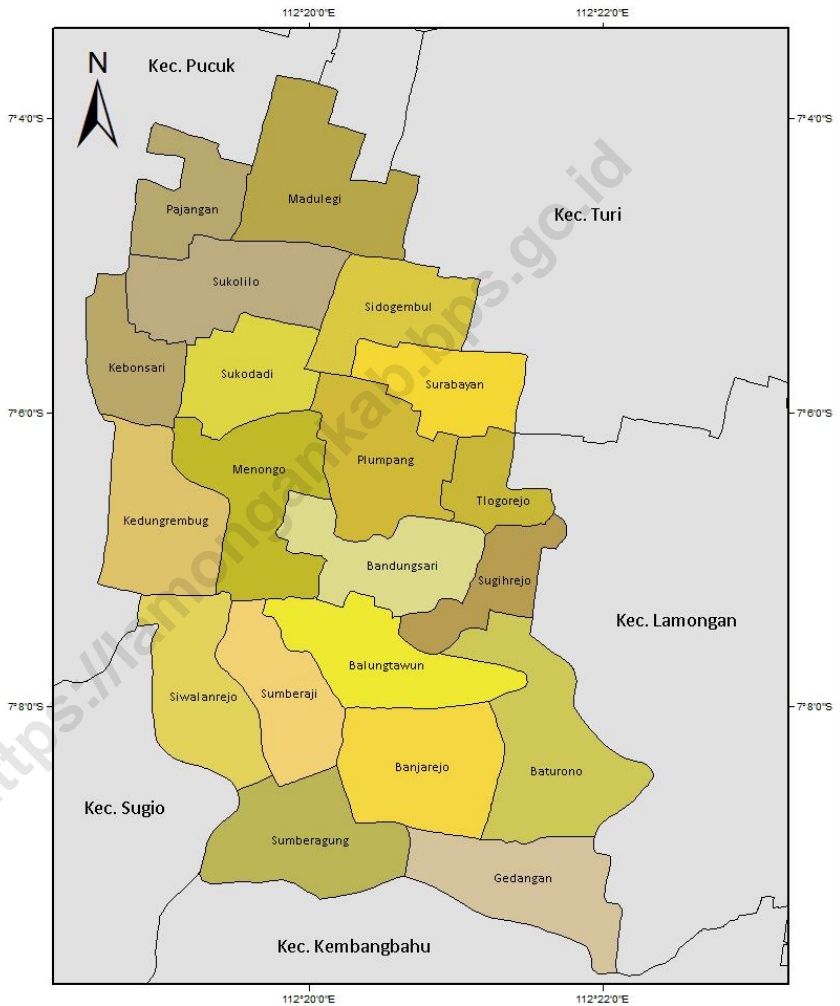 112°20'0"E
112°22'0"E
N
Kec. Pucuk
7°4'0"S
7°4'0"S
Madulegi
Pajangan
Kec. Turi
Sukolilo
Sidogembul
Kebonsari
Sukodadi
Surabayan
7°6'0"S
7°6'0"S
Menongo
Plumpang
Tlogorejo
Kedungrembug
Bandungsari
Sugihrejo
Kec. Lamongan
Balungtawun
Siwalanrejo
Sumberaji
7°8'0"S
7°8'0"S
Banjarejo
Baturono
Kec. Sugio
Sumberagung
Gedangan
Kec. Kembangbahu
112°20'0"E
112°22'0"E
https://lamongankab.bps.go.id